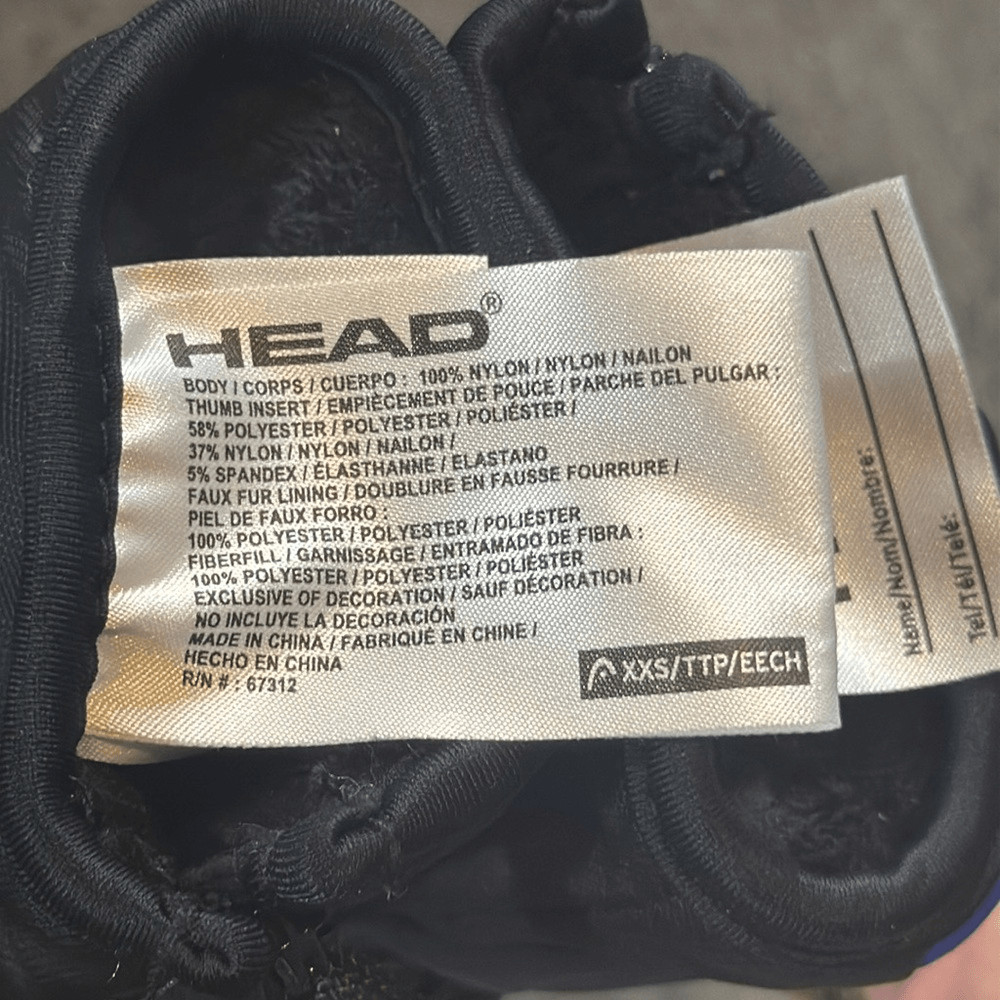 HEAD®
BODY / CORPS / CUERPO : 100% NYLON / NYLON / NAILON
THUMB INSERT / EMPIÈCEMENT DE POUCE / PARCHE DEL PULGAR :
58% POLYESTER / POLYESTER / POLIÉSTER /
37% NYLON / NYLON / NAILON /
5% SPANDEX / ÉLASTHANNE / ELASTANO
FAUX FUR LINING / DOUBLURE EN FAUSSE FOURRURE /
PIEL DE FAUX FORRO :
100% POLYESTER / POLYESTER / POLIÉSTER
FIBERFILL / GARNISSAGE / ENTRAMADO DE FIBRA :
100% POLYESTER / POLYESTER / POLIÉSTER
EXCLUSIVE OF DECORATION / SAUF DÉCORATION /
NO INCLUYE LA DECORACIÓN
MADE IN CHINA / FABRIQUÉ EN CHINE /
HECHO EN CHINA
R/N # : 67312
XXS/TTP/EECH
Name/Nom/Nombre:
Tel/Tél/Telé: